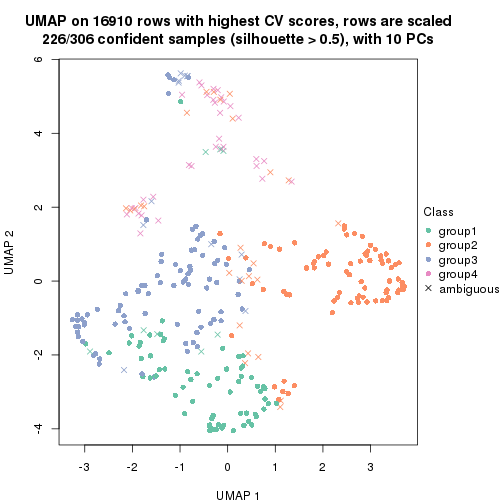 UMAP on 16910 rows with highest CV scores, rows are scaled
226/306 confident samples (silhouette > 0.5), with 10 PCs
6
4
2
0
-2
-4
UMAP 2
-3
-2
-1
0
1
2
3
UMAP 1
Class
group1
group2
group3
group4
ambiguous